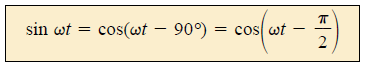 sin ωt = cos(ωt − 90°) = cos(ωt − π/2)